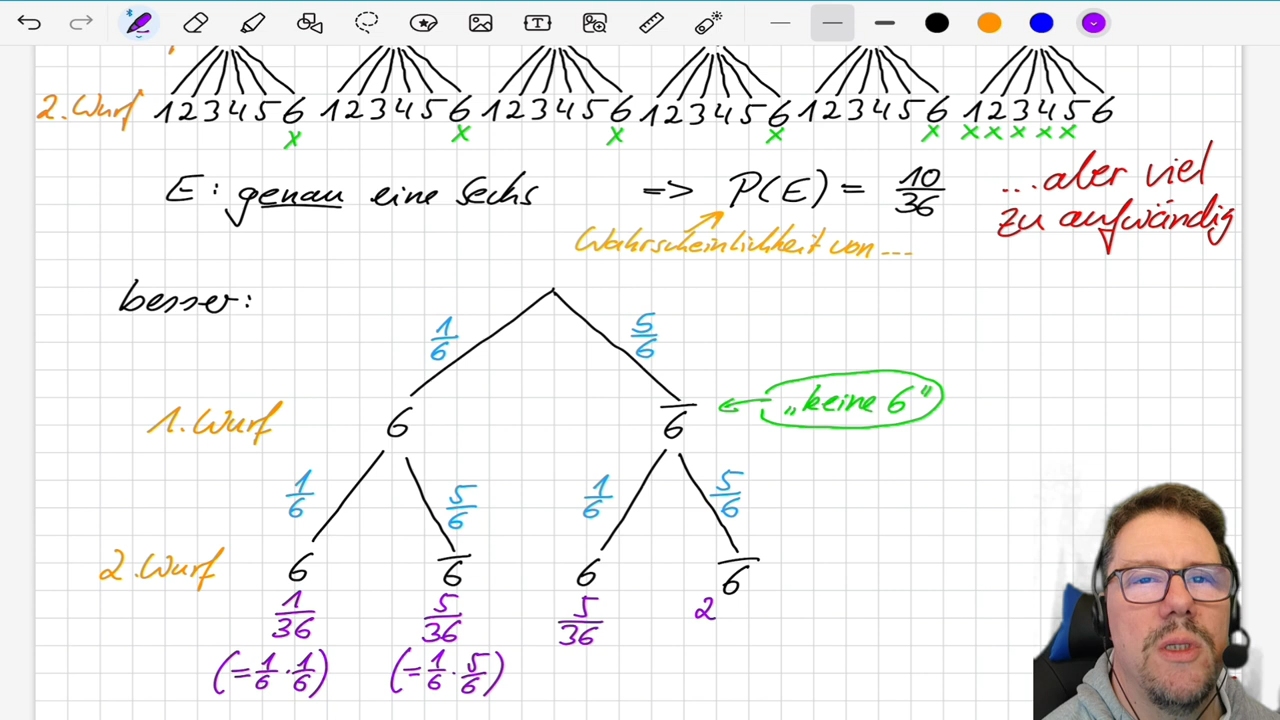 2. Wurf 1 2 3 4 5 6 1 2 3 4 5 6 1 2 3 4 5 6 1 2 3 4 5 6 1 2 3 4 5 6 1 2 3 4 5 6
x x x x x x x x x x
E: genau eine Sechs => P(E) = 10/36 ...aber viel
zu aufwändig
Wahrscheinlichkeit von ...
besser:
1/6 5/6
1. Wurf 6 6̅ „keine 6"
1/6 5/6 1/6 5/6
2. Wurf 6 6̅ 6 6̅
1/36 5/36 5/36 2
(= 1/6 · 1/6) (= 1/6 · 5/6)